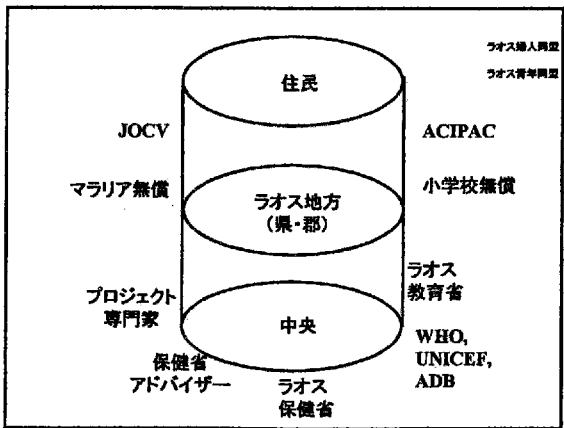 ラオス婦人同盟
ラオス青年同盟
住民
JOCV
ACIPAC
マラリア無償
小学校無償
ラオス地方
(県・郡)
ラオス
教育省
プロジェクト
専門家
中央
WHO,
UNICEF,
ADB
保健省
アドバイザー
ラオス
保健省